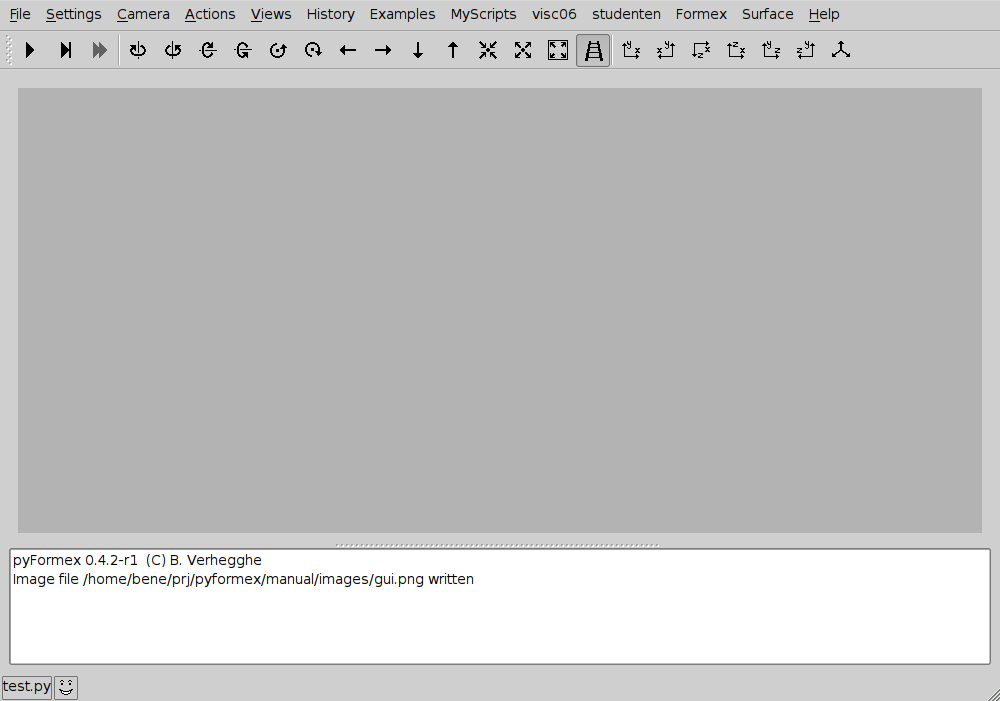 File Settings Camera Actions Views History Examples MyScripts visc06 studenten Formex Surface Help
y x x y x z z x y z z y
pyFormex 0.4.2-r1 (C) B. Verhegghe
Image file /home/bene/prj/pyformex/manual/images/gui.png written
test.py